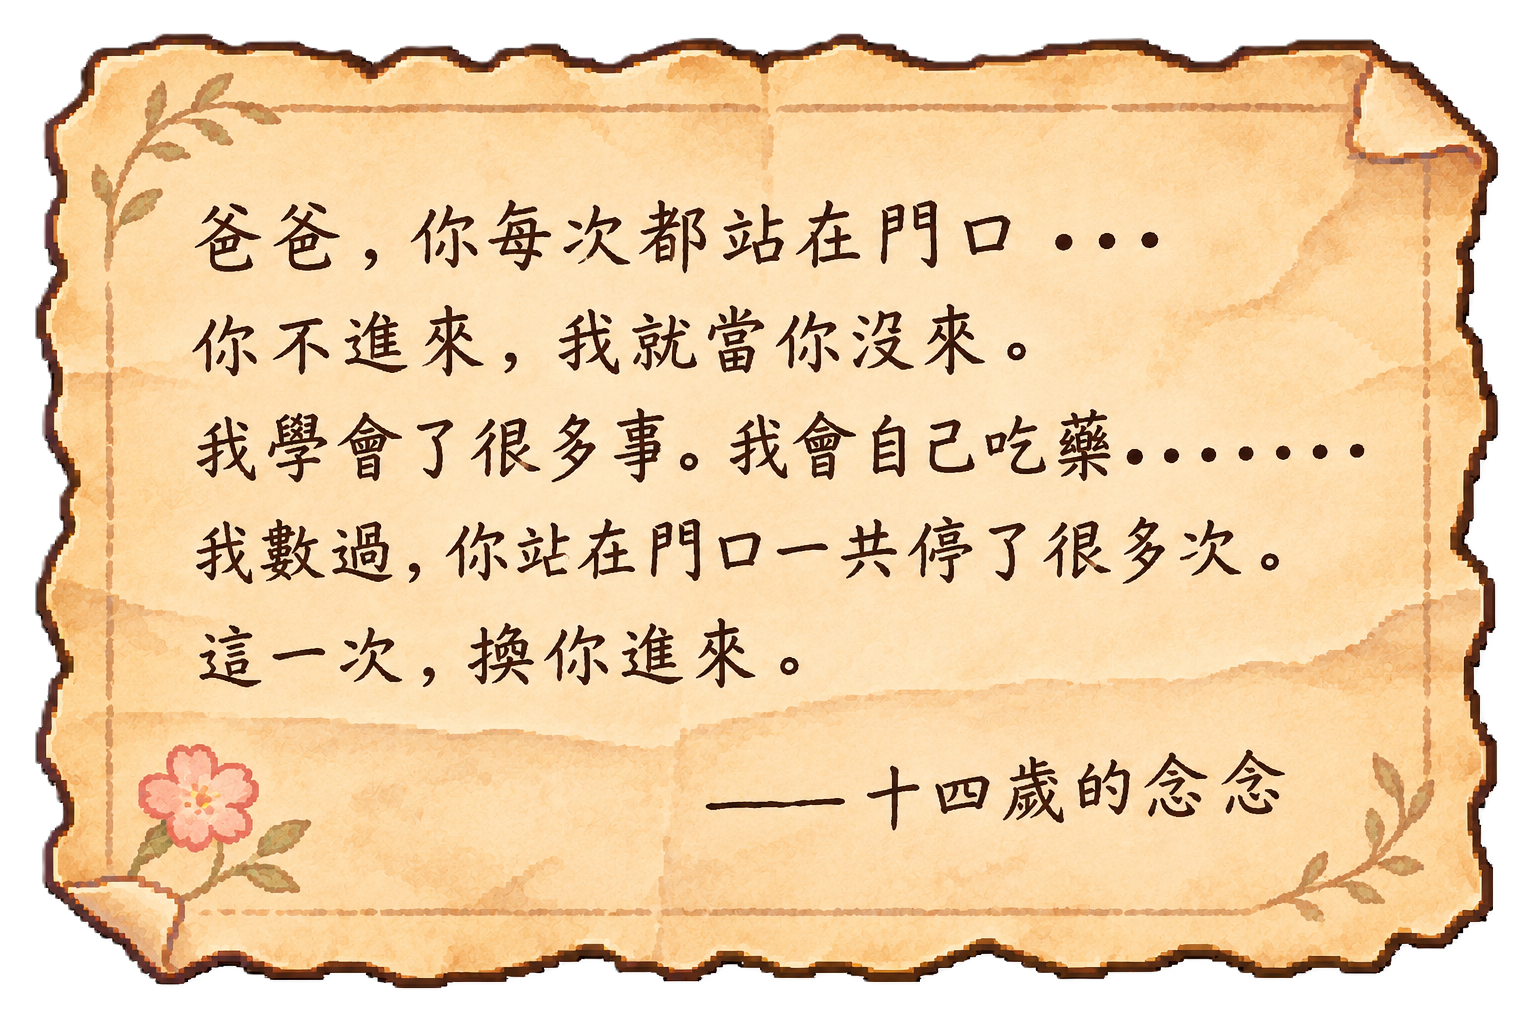 爸爸，你每次都站在門口 •••
你不進來，我就當你沒來。
我學會了很多事。我會自己吃藥•••••••
我數過，你站在門口一共停了很多次。
這一次，換你進來。
——十四歲的念念